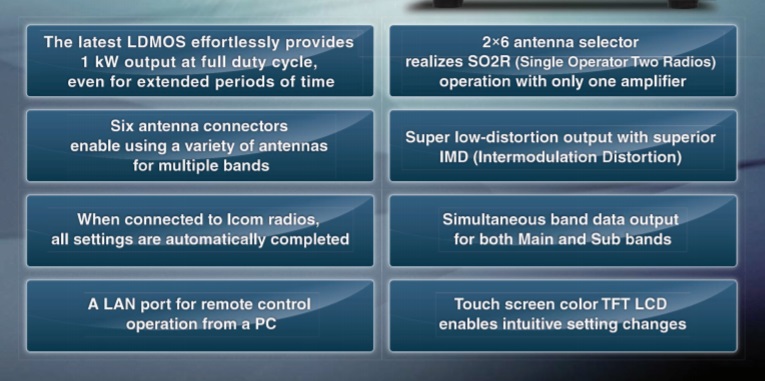 The latest LDMOS effortlessly provides
1 kW output at full duty cycle,
even for extended periods of time
2×6 antenna selector
realizes SO2R (Single Operator Two Radios)
operation with only one amplifier
Six antenna connectors
enable using a variety of antennas
for multiple bands
Super low-distortion output with superior
IMD (Intermodulation Distortion)
When connected to Icom radios,
all settings are automatically completed
Simultaneous band data output
for both Main and Sub bands
A LAN port for remote control
operation from a PC
Touch screen color TFT LCD
enables intuitive setting changes